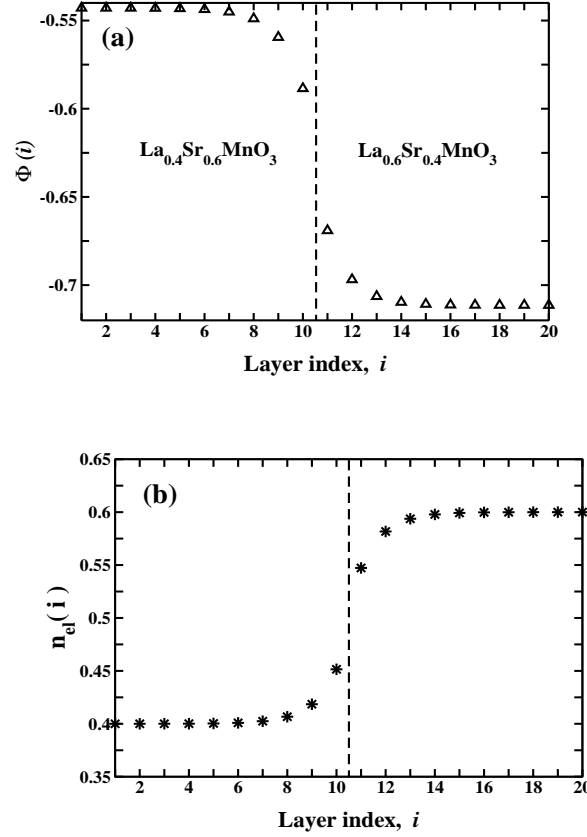 (a)
-0.55
-0.6
-0.65
-0.7
Φ(i)
La0.4Sr0.6MnO3
La0.6Sr0.4MnO3
2 4 6 8 10 12 14 16 18 20
Layer index, i
(b)
0.65
0.6
0.55
0.5
0.45
0.4
0.35
nel(i)
2 4 6 8 10 12 14 16 18 20
Layer index, i